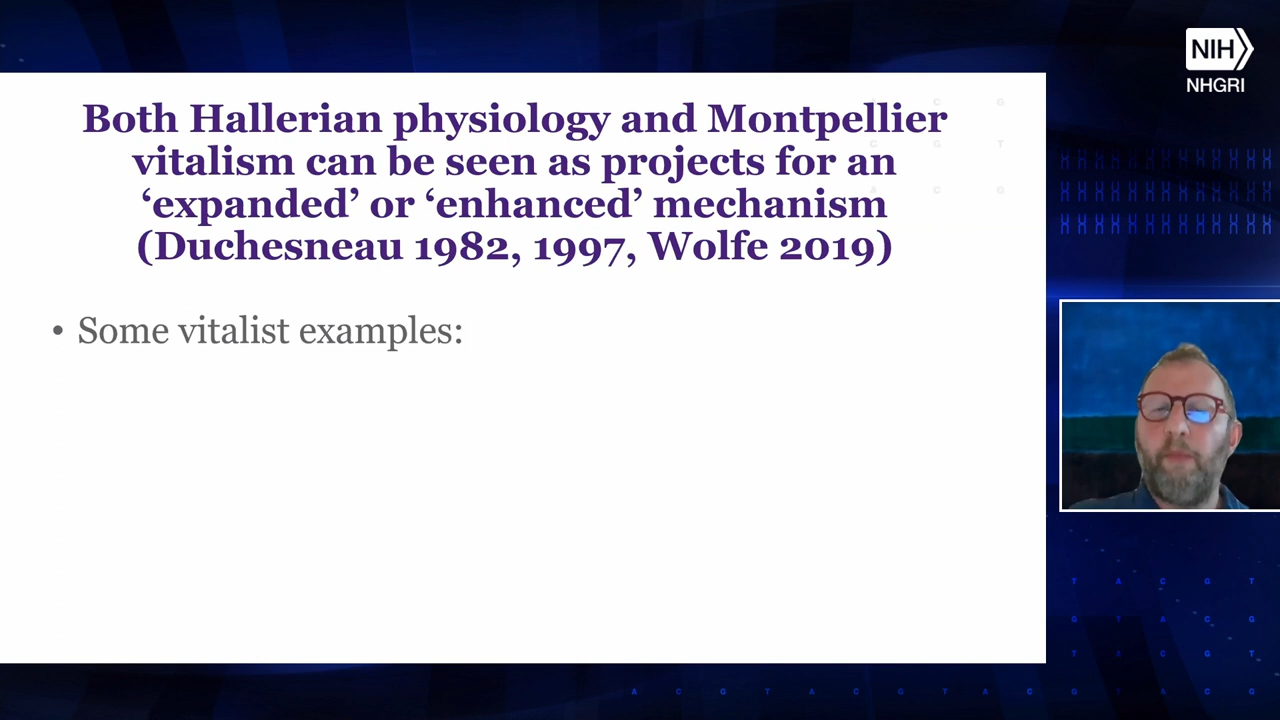 NIH
NHGRI
Both Hallerian physiology and Montpellier
vitalism can be seen as projects for an
‘expanded’ or ‘enhanced’ mechanism
(Duchesneau 1982, 1997, Wolfe 2019)
• Some vitalist examples:
C G
C G T
A C G
T A C G T
G T A C G
T A C G T
A C G T A C G T A C G T A C G